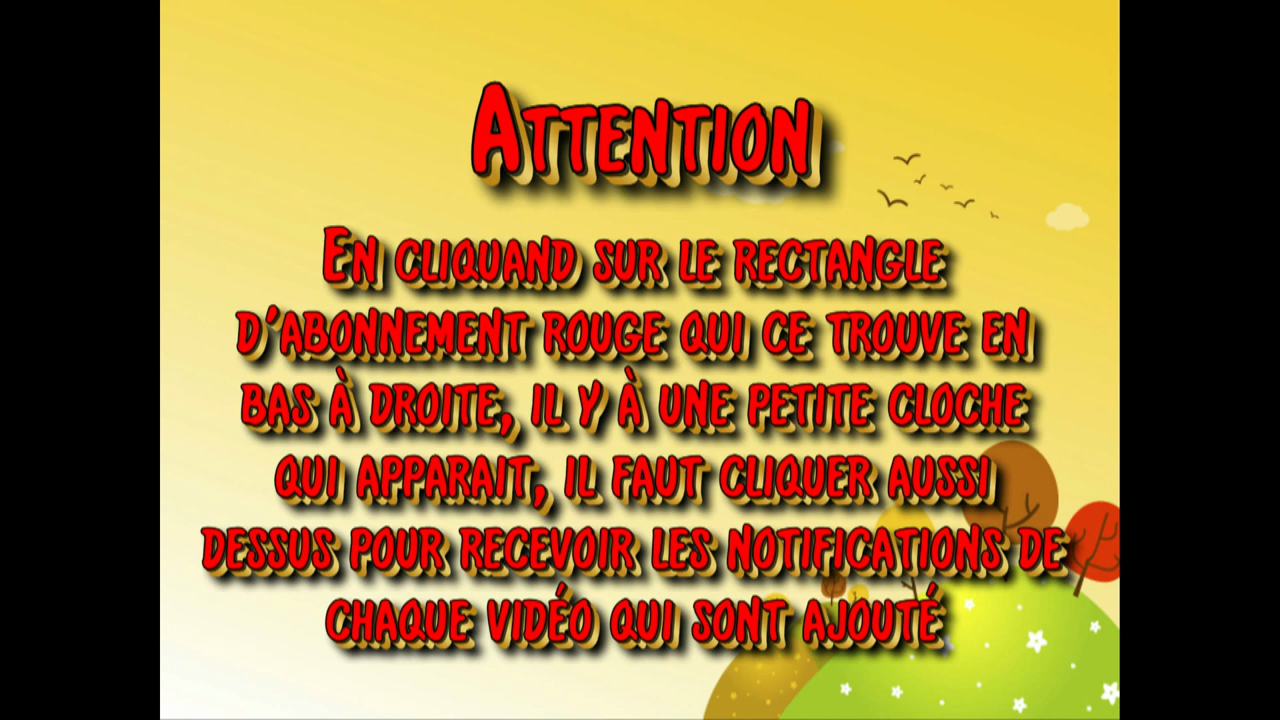 Attention
En cliquand sur le rectangle
d'abonnement rouge qui ce trouve en
bas à droite, il y à une petite cloche
qui apparait, il faut cliquer aussi
dessus pour recevoir les notifications de
chaque vidéo qui sont ajouté